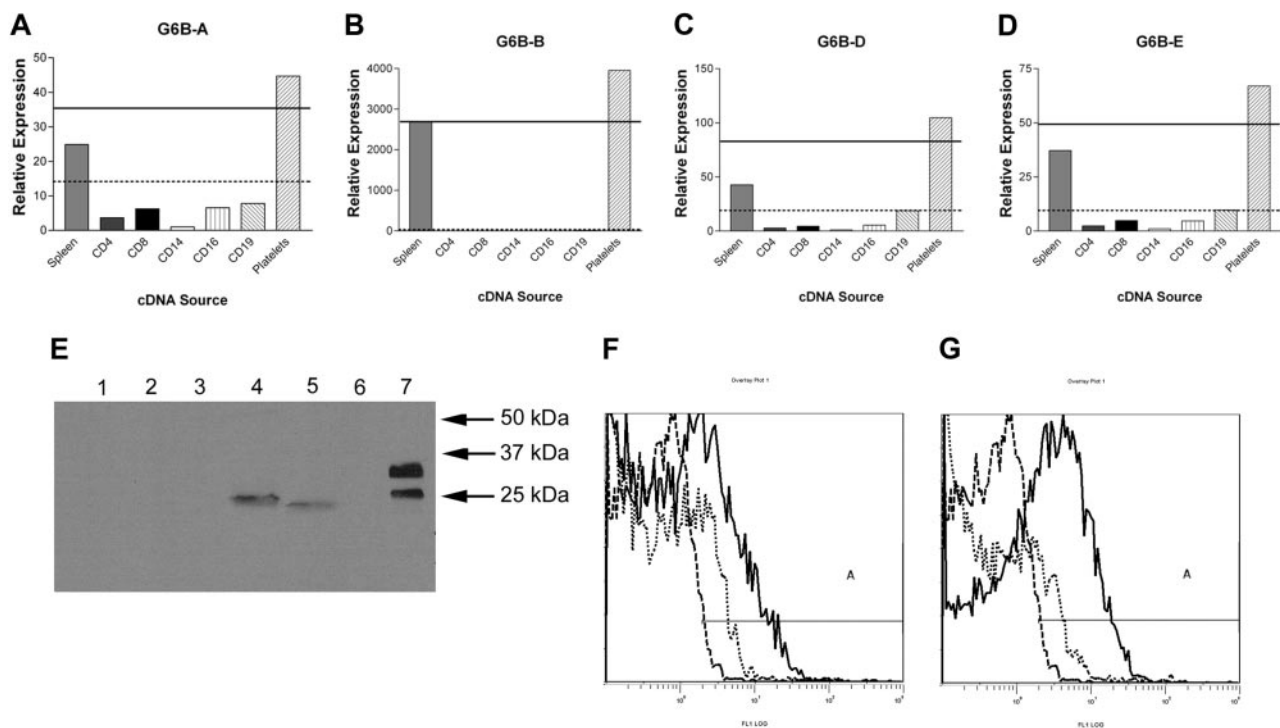 A
G6B-A
Relative Expression
50
40
30
20
10
0
Spleen
CD4
CD8
CD14
CD16
CD19
Platelets
cDNA Source
B
G6B-B
Relative Expression
4000
3000
2000
1000
0
Spleen
CD4
CD8
CD14
CD16
CD19
Platelets
cDNA Source
C
G6B-D
Relative Expression
150
100
50
0
Spleen
CD4
CD8
CD14
CD16
CD19
Platelets
cDNA Source
D
G6B-E
Relative Expression
75
50
25
0
Spleen
CD4
CD8
CD14
CD16
CD19
Platelets
cDNA Source
E
1 2 3 4 5 6 7
50 kDa
37 kDa
25 kDa
F
Overlay Plot 1
A
FL1 LOG
G
Overlay Plot 1
A
FL1 LOG